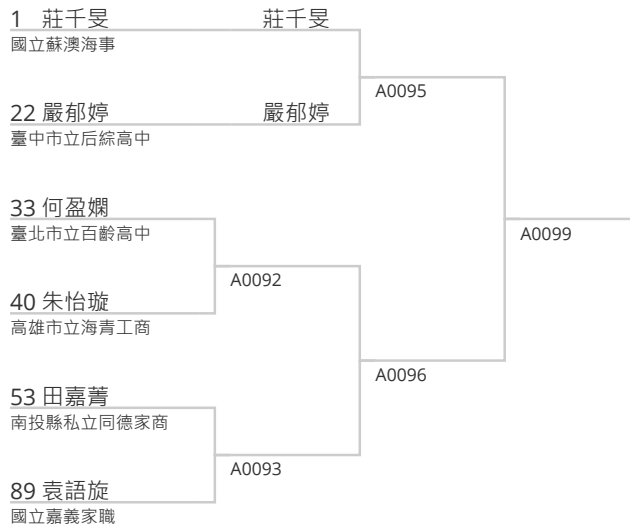 1 莊千旻 莊千旻
國立蘇澳海事
A0095
22 嚴郁婷 嚴郁婷
臺中市立后綜高中
33 何盈嫻
臺北市立百齡高中
A0099
A0092
40 朱怡璇
高雄市立海青工商
A0096
53 田嘉菁
南投縣私立同德家商
A0093
89 袁語旋
國立嘉義家職